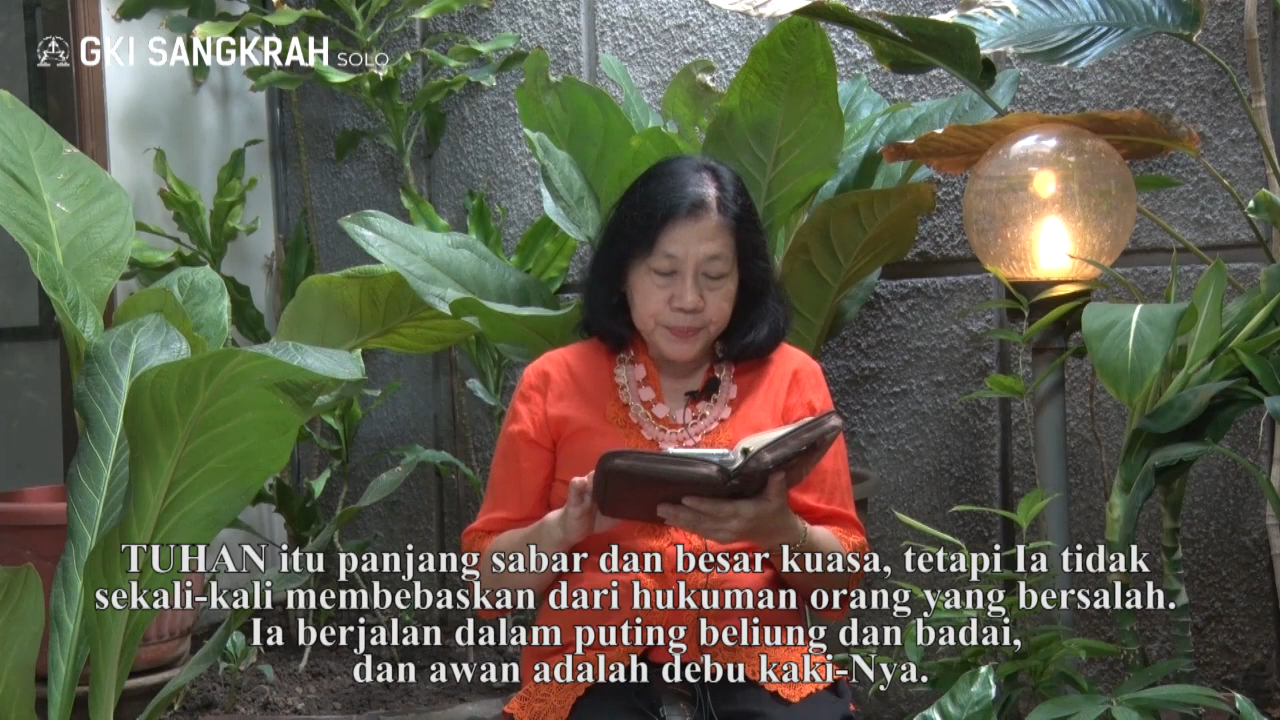 GKI SANGKRAH SOLO
TUHAN itu panjang sabar dan besar kuasa, tetapi Ia tidak
sekali-kali membebaskan dari hukuman orang yang bersalah.
Ia berjalan dalam puting beliung dan badai,
dan awan adalah debu kaki-Nya.